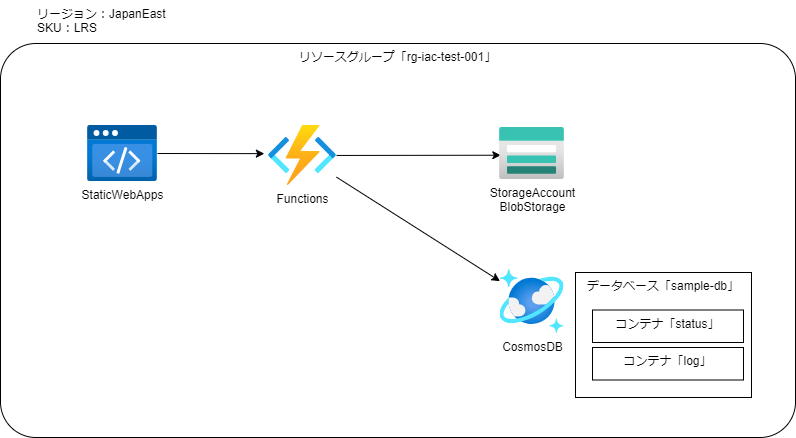 リージョン：JapanEast
SKU：LRS
リソースグループ「rg-iac-test-001」
StaticWebApps
Functions
StorageAccount
BlobStorage
CosmosDB
データベース「sample-db」
コンテナ「status」
コンテナ「log」